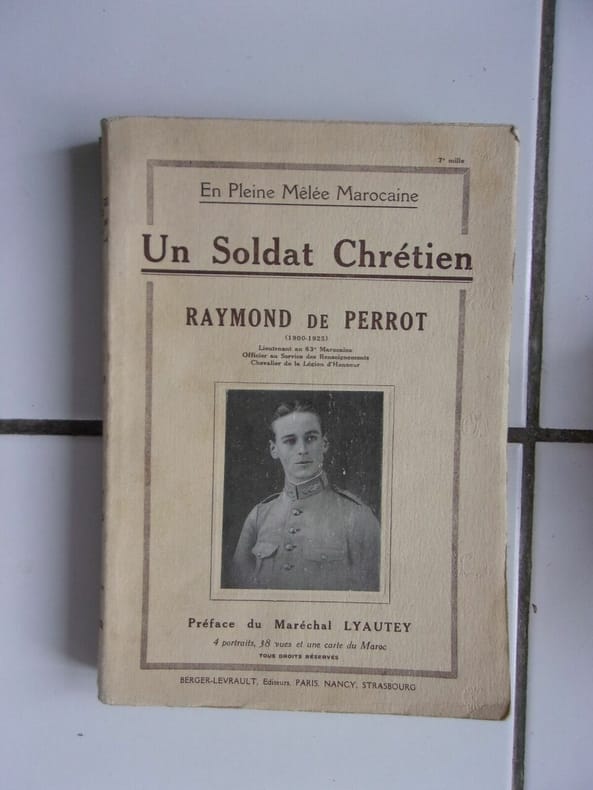 7e mille
En Pleine Mêlée Marocaine
Un Soldat Chrétien
RAYMOND DE PERROT
(1900-1925)
Lieutenant au 63e Marocains
Officier au Service des Renseignements
Chevalier de la Légion d'Honneur
Préface du Maréchal LYAUTEY
4 portraits, 38 vues et une carte du Maroc
TOUS DROITS RÉSERVÉS
BERGER-LEVRAULT, Editeurs. PARIS, NANCY, STRASBOURG